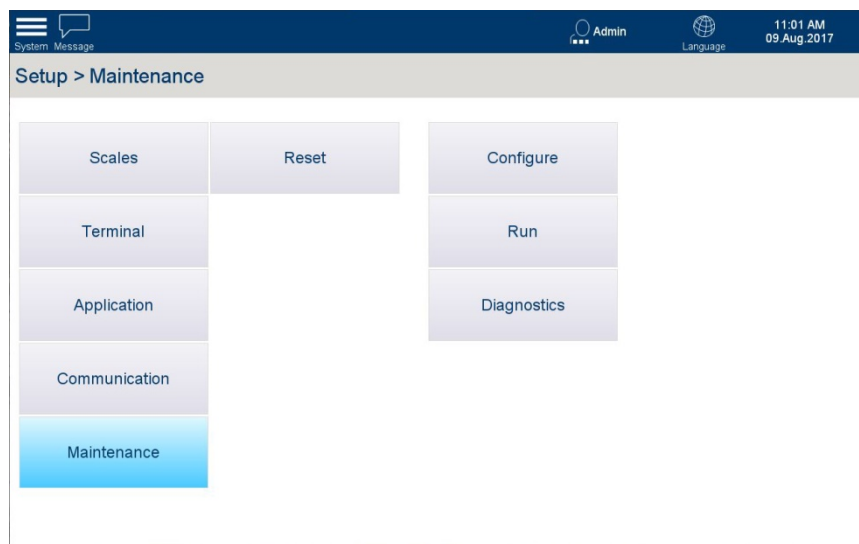 System Message
Admin
Language
11:01 AM
09.Aug.2017
Setup > Maintenance
Scales
Reset
Configure
Terminal
Run
Application
Diagnostics
Communication
Maintenance